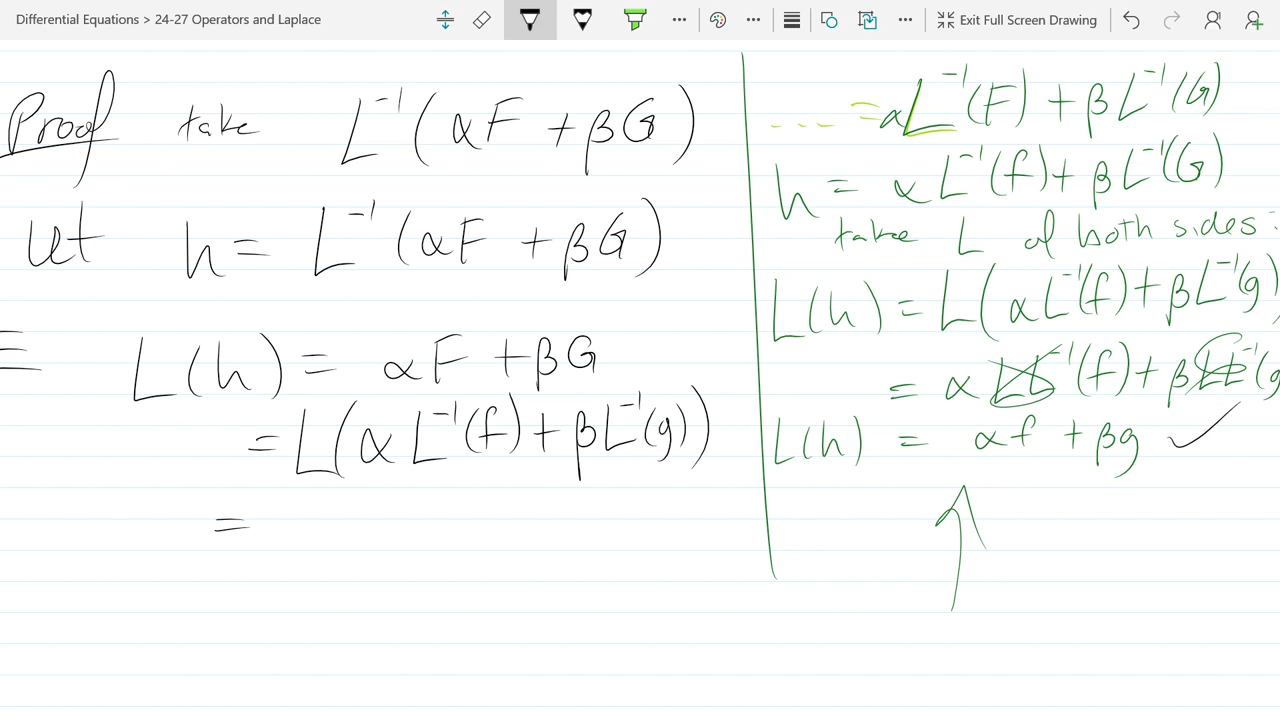 Differential Equations > 24-27 Operators and Laplace
Exit Full Screen Drawing
Proof take L⁻¹(αF + βG)
Let h = L⁻¹(αF + βG)
L(h) = αF + βG
= L(αL⁻¹(f) + βL⁻¹(g))
=
---- = αL⁻¹(F) + βL⁻¹(G)
h = αL⁻¹(f) + βL⁻¹(G)
take L of both sides:
L(h) = L(αL⁻¹(f) + βL⁻¹(g)
= αLL⁻¹(f) + βLL⁻¹(g
L(h) = αf + βg ✓